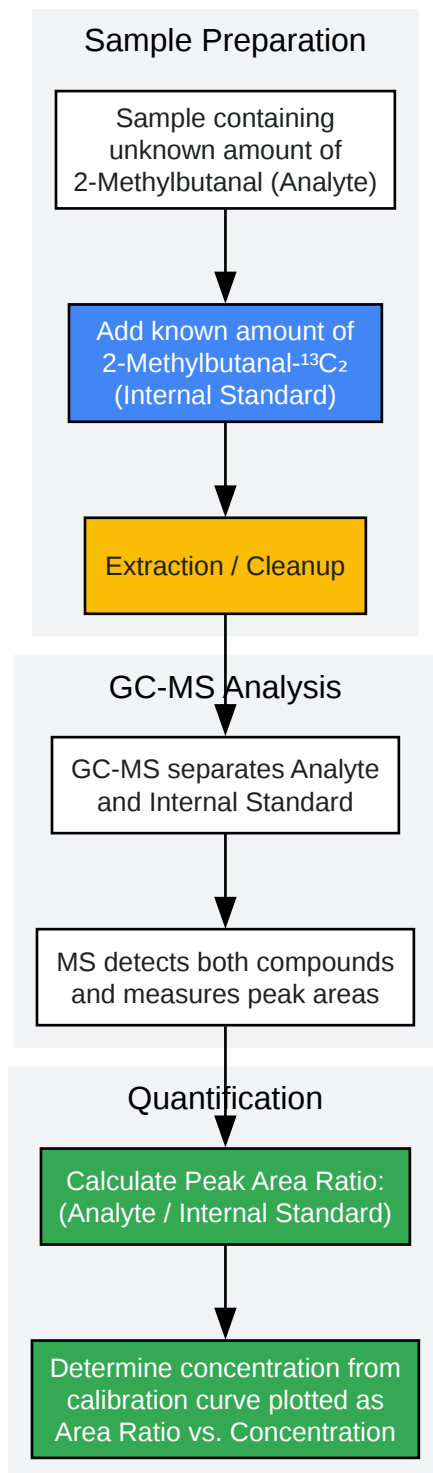 Sample Preparation
Sample containing
unknown amount of
2-Methylbutanal (Analyte)
Add known amount of
2-Methylbutanal-¹³C₂
(Internal Standard)
Extraction / Cleanup
GC-MS Analysis
GC-MS separates Analyte
and Internal Standard
MS detects both compounds
and measures peak areas
Quantification
Calculate Peak Area Ratio:
(Analyte / Internal Standard)
Determine concentration from
calibration curve plotted as
Area Ratio vs. Concentration